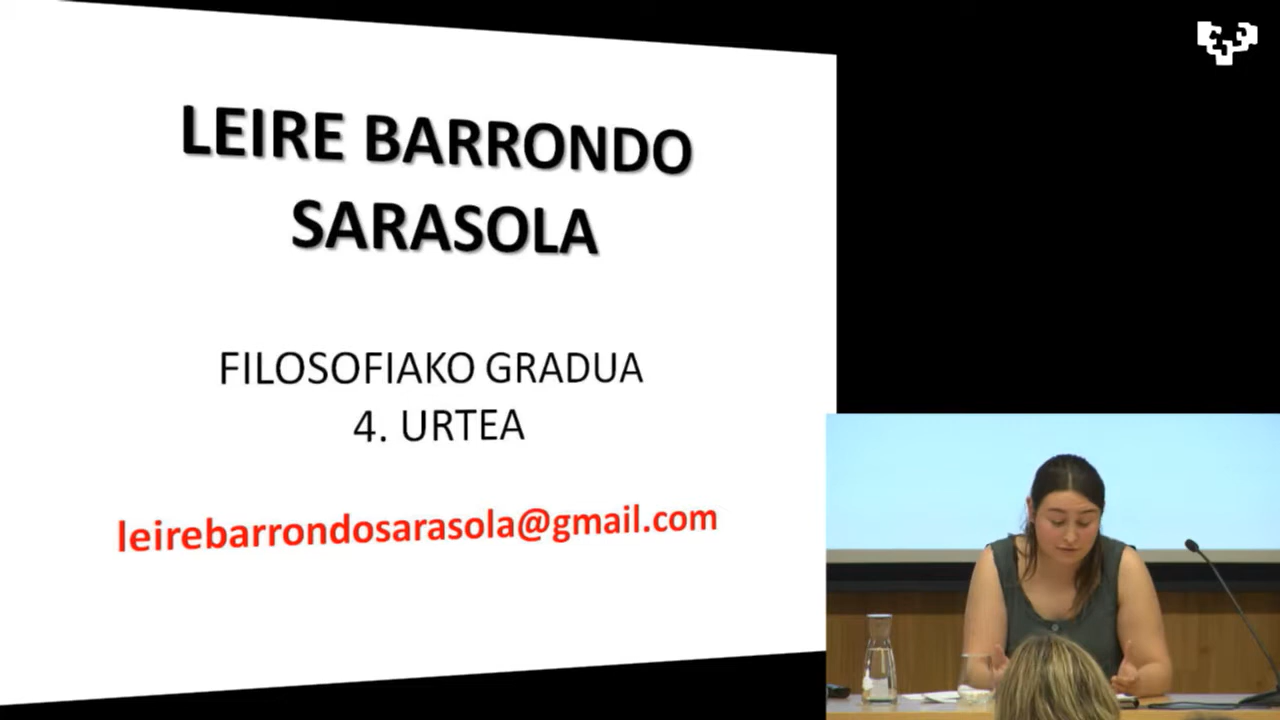 LEIRE BARRONDO
SARASOLA
FILOSOFIAKO GRADUA
4. URTEA
leirebarrondosarasola@gmail.com